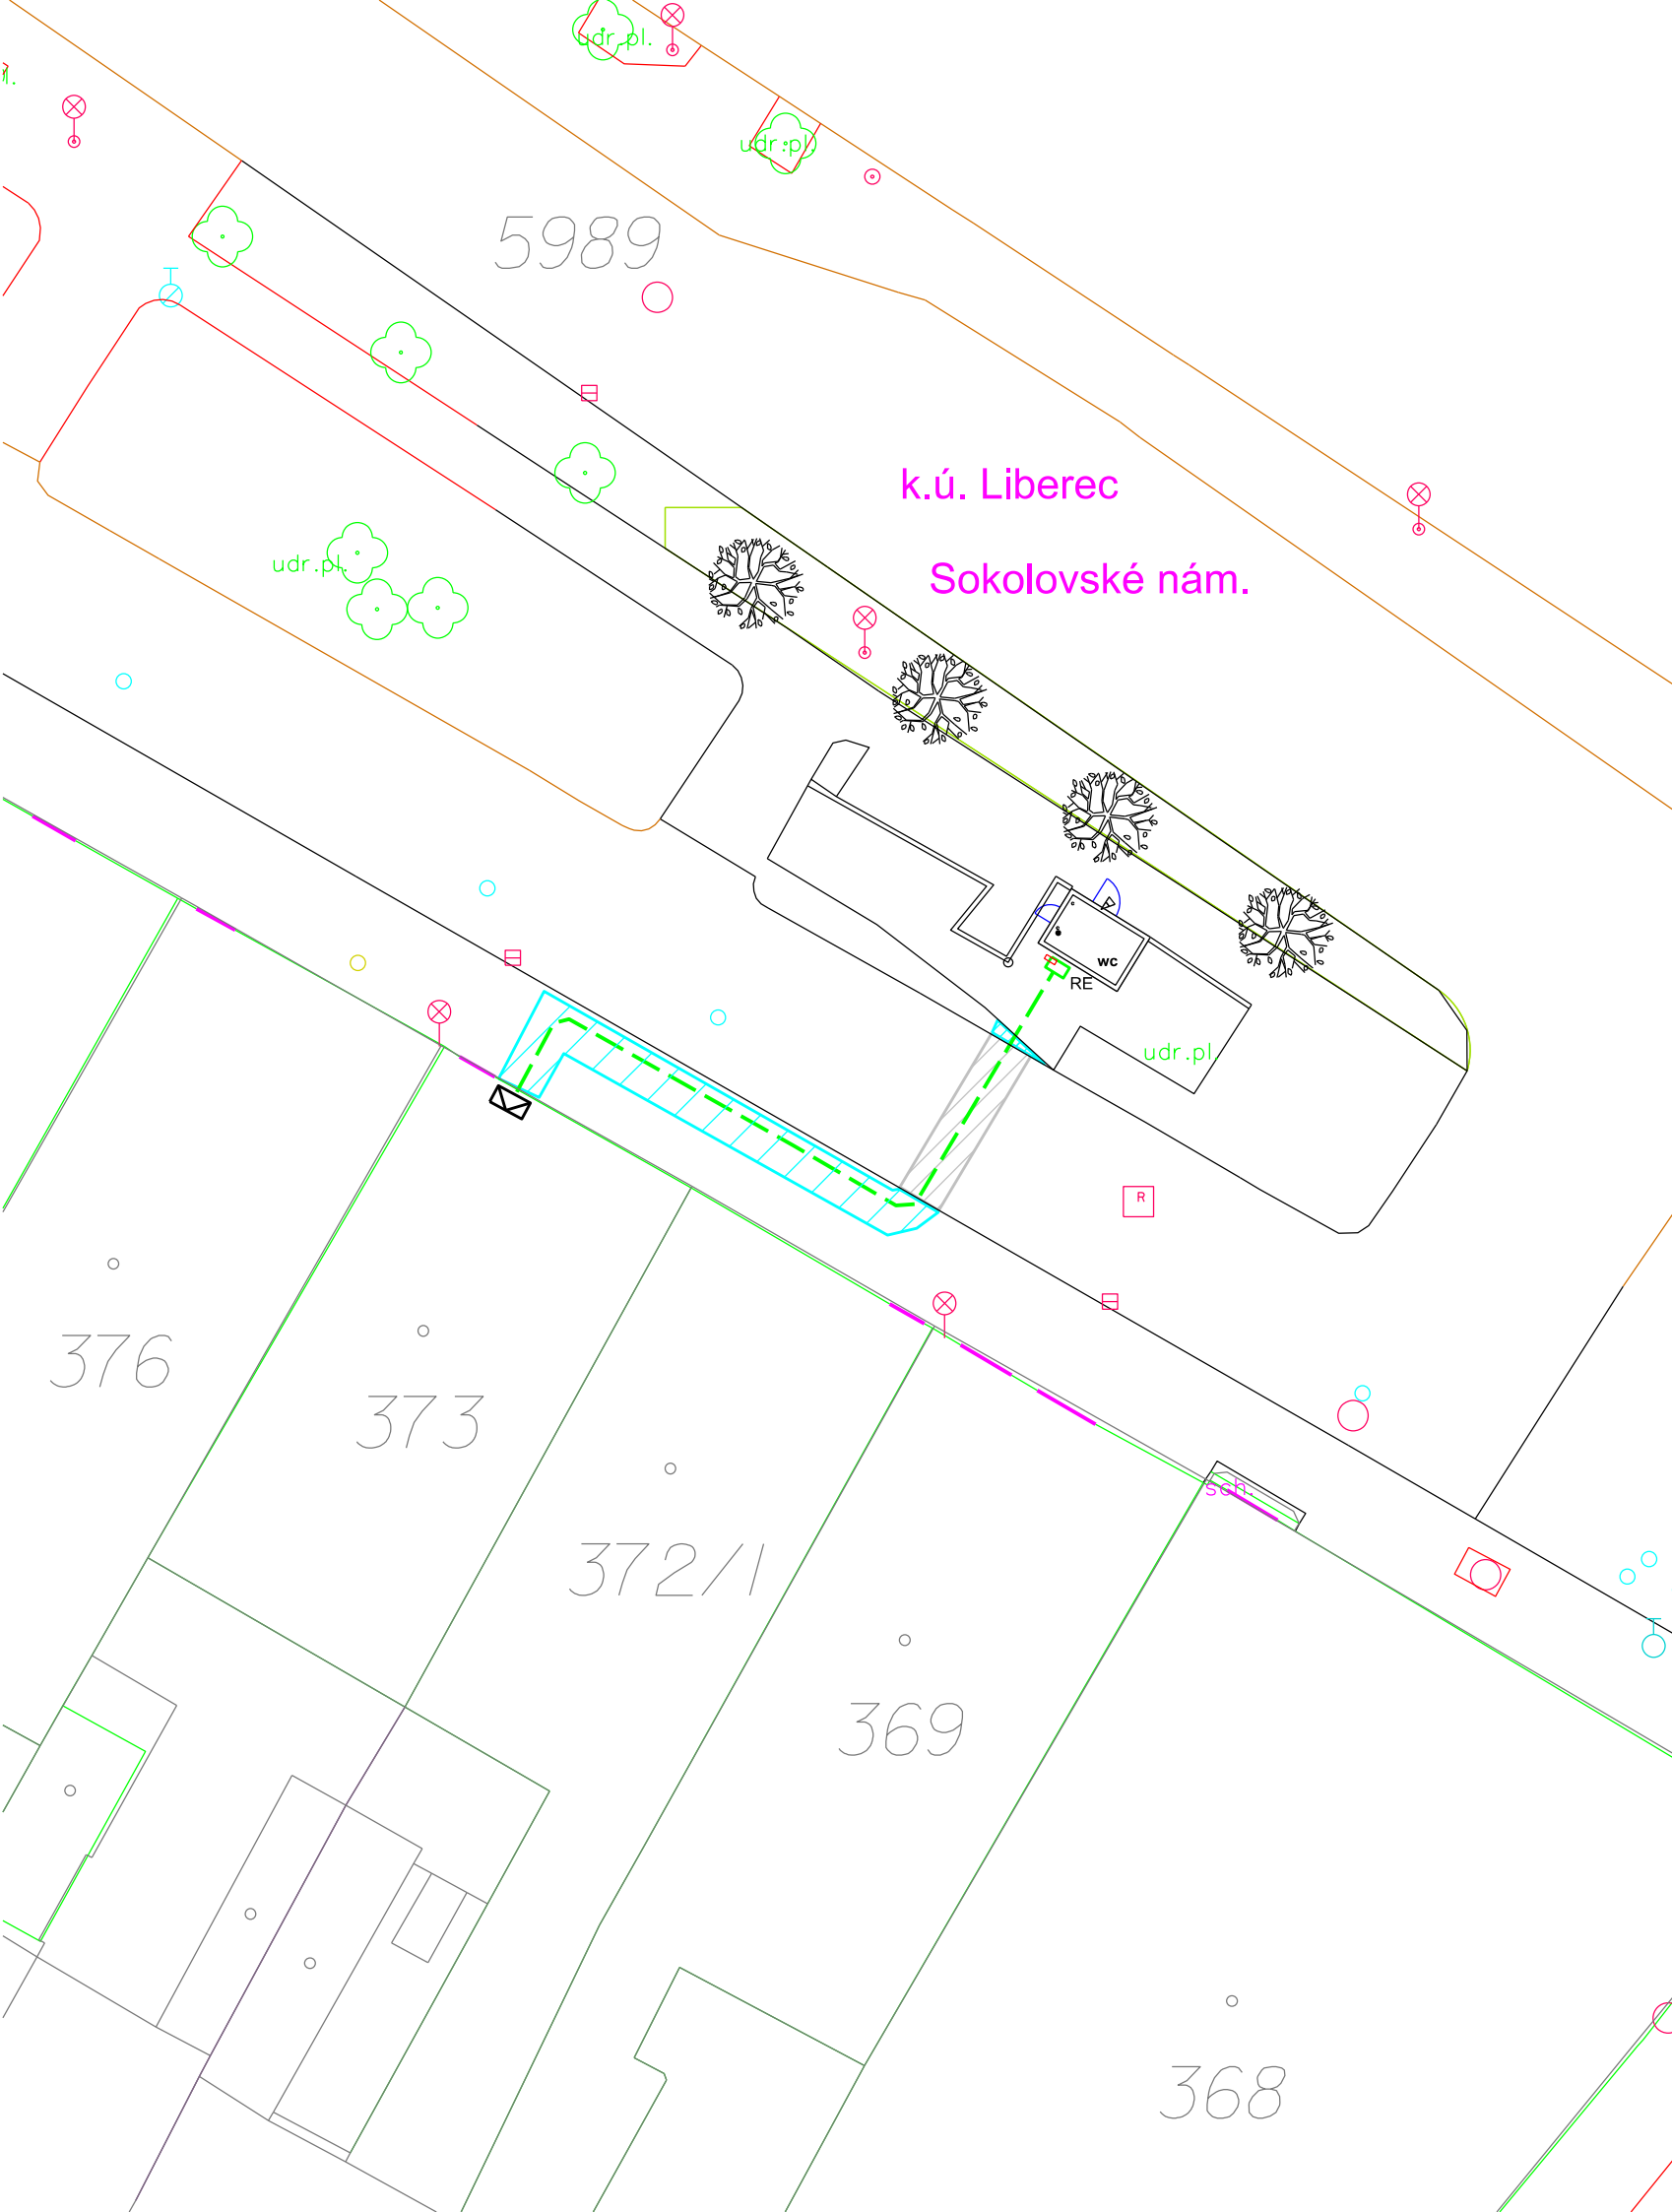 udr.pl.
l.
udr.pl.
5989
k.ú. Liberec
udr.pl.
Sokolovské nám.
wc
RE
udr.pl.
R
376
373
sch.
372/1
369
368